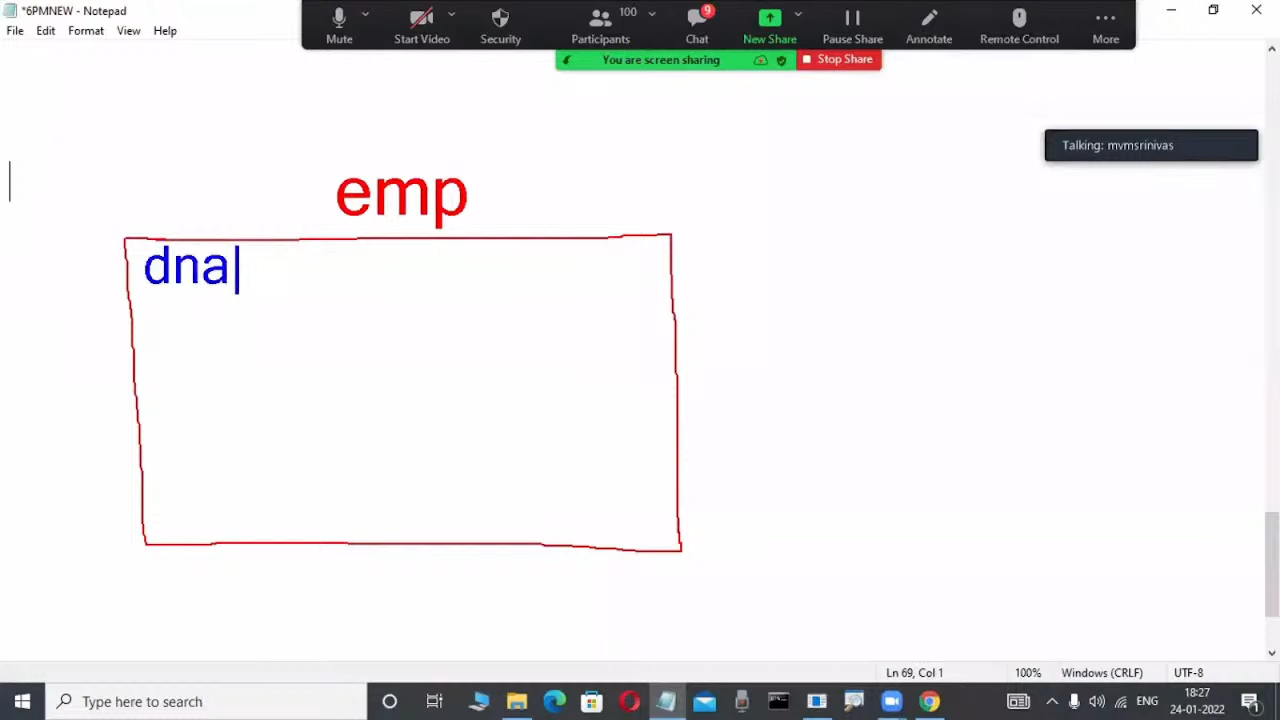 *6PMNEW - Notepad
File Edit Format View Help
Mute Start Video Security Participants 100 Chat 9 New Share Pause Share Annotate Remote Control More
You are screen sharing Stop Share
Talking: mvmsrinivas
emp
dna
Ln 69, Col 1 100% Windows (CRLF) UTF-8
Type here to search
ENG
18:27
24-01-2022
1